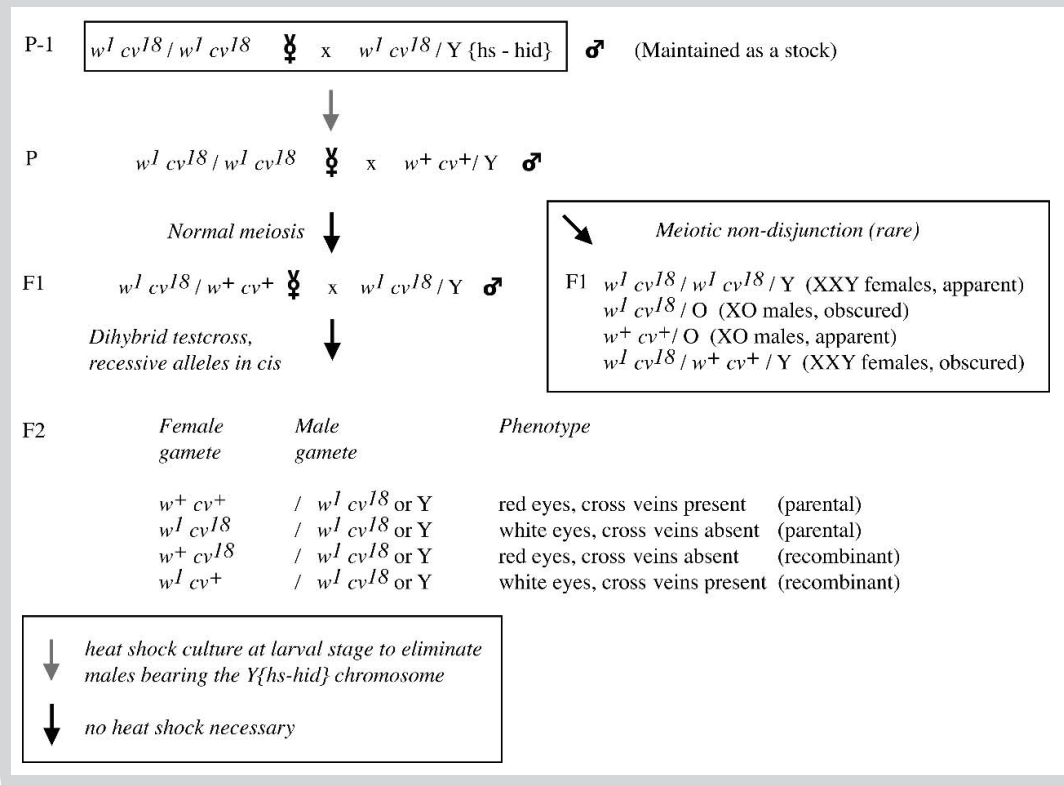 P-1 w1 cv18 / w1 cv18 x w1 cv18 / Y {hs - hid} ♂ (Maintained as a stock)
P w1 cv18 / w1 cv18 x w+ cv+/ Y ♂
Normal meiosis
F1 w1 cv18 / w+ cv+ x w1 cv18 / Y ♂
Dihybrid testcross,
recessive alleles in cis
Meiotic non-disjunction (rare)
F1 w1 cv18 / w1 cv18 / Y (XXY females, apparent)
w1 cv18 / O (XO males, obscured)
w+ cv+/ O (XO males, apparent)
w1 cv18 / w+ cv+ / Y (XXY females, obscured)
F2 Female Male Phenotype
gamete gamete
w+ cv+ / w1 cv18 or Y red eyes, cross veins present (parental)
w1 cv18 / w1 cv18 or Y white eyes, cross veins absent (parental)
w+ cv18 / w1 cv18 or Y red eyes, cross veins absent (recombinant)
w1 cv+ / w1 cv18 or Y white eyes, cross veins present (recombinant)
heat shock culture at larval stage to eliminate
males bearing the Y{hs-hid} chromosome
no heat shock necessary